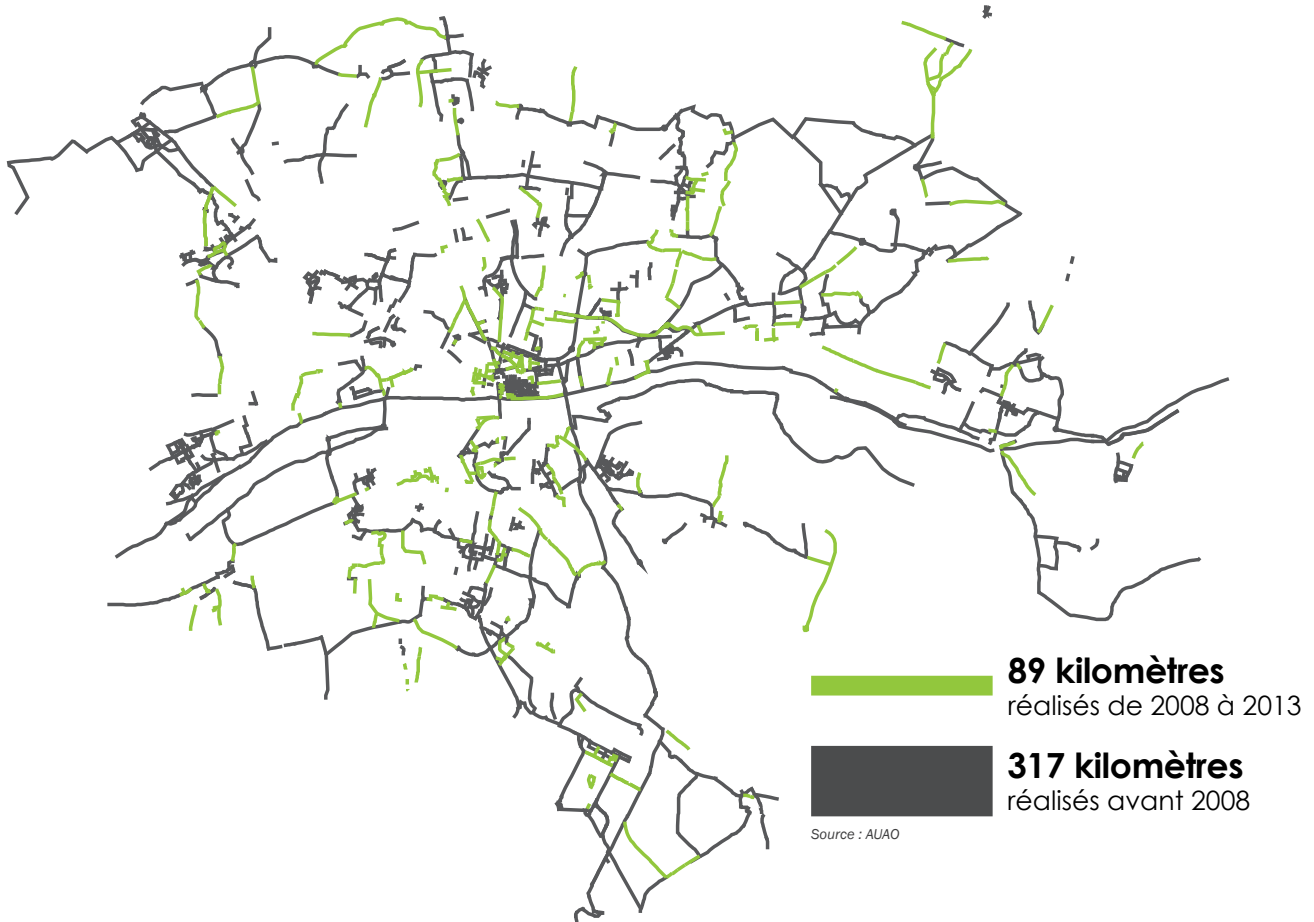 89 kilomètres
réalisés de 2008 à 2013
317 kilomètres
réalisés avant 2008
Source : AUAO